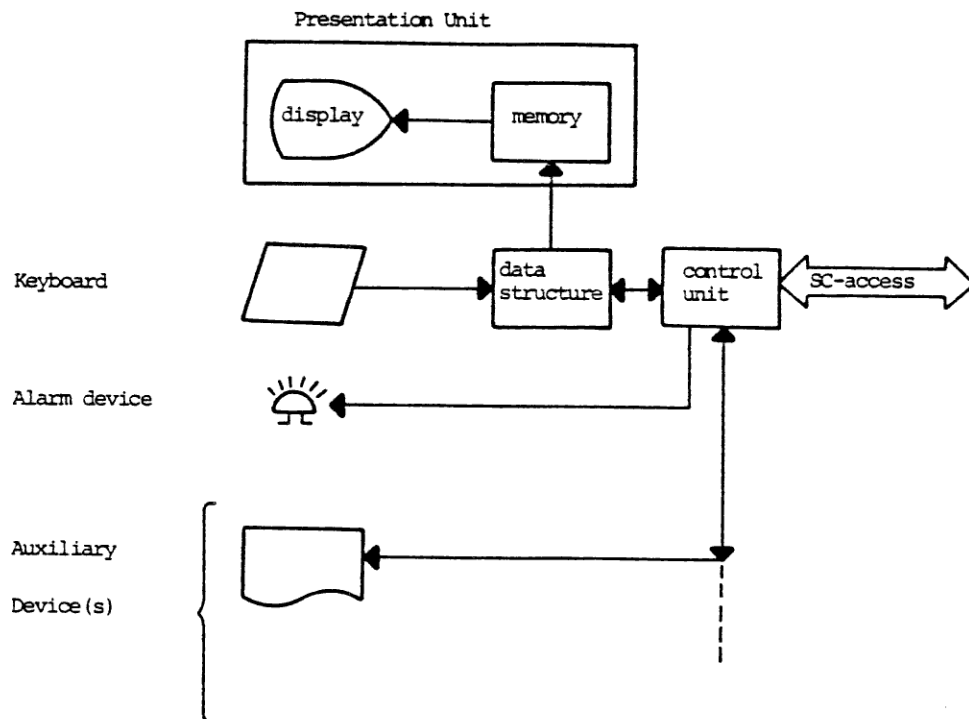 Presentation Unit
display
memory
Keyboard
data
structure
control
unit
SC-access
Alarm device
Auxiliary
Device(s)